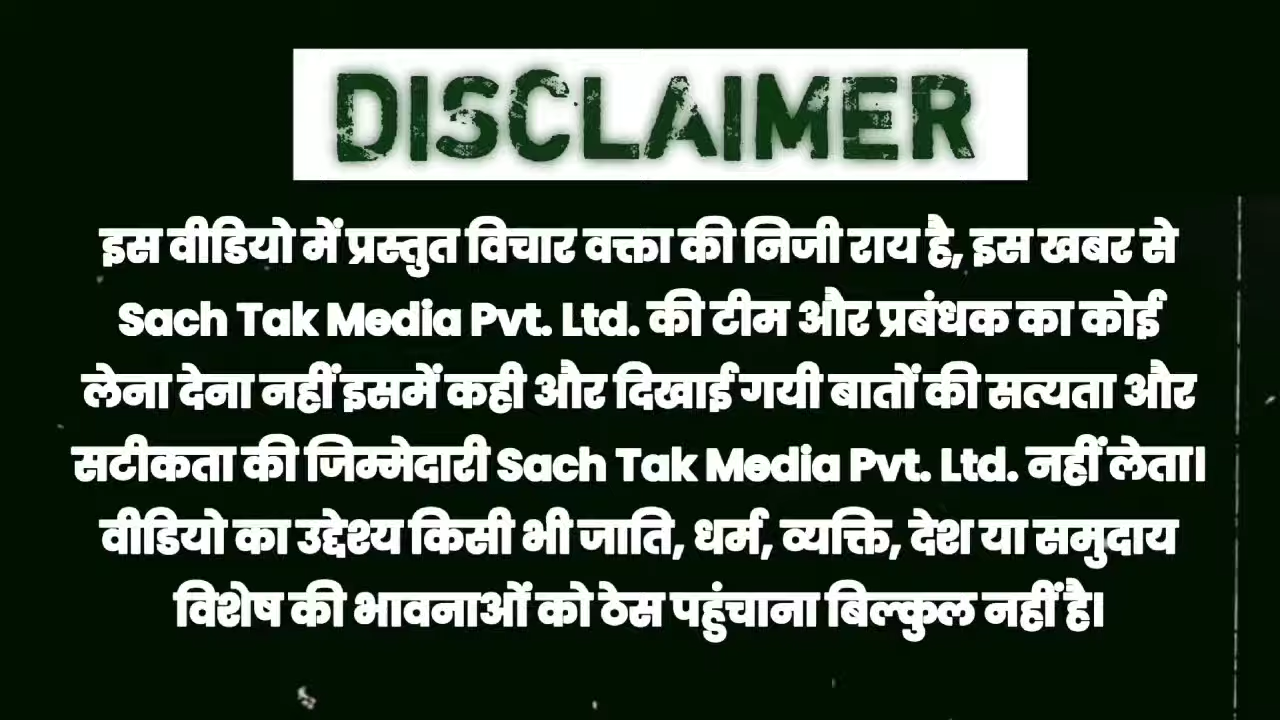 DISCLAIMER
इस वीडियो में प्रस्तुत विचार वक्ता की निजी राय है, इस खबर से
Sach Tak Media Pvt. Ltd. की टीम और प्रबंधक का कोई
लेना देना नहीं इसमें कही और दिखाई गयी बातों की सत्यता और
सटीकता की जिम्मेदारी Sach Tak Media Pvt. Ltd. नहीं लेता।
वीडियो का उद्देश्य किसी भी जाति, धर्म, व्यक्ति, देश या समुदाय
विशेष की भावनाओं को ठेस पहुंचाना बिल्कुल नहीं है।